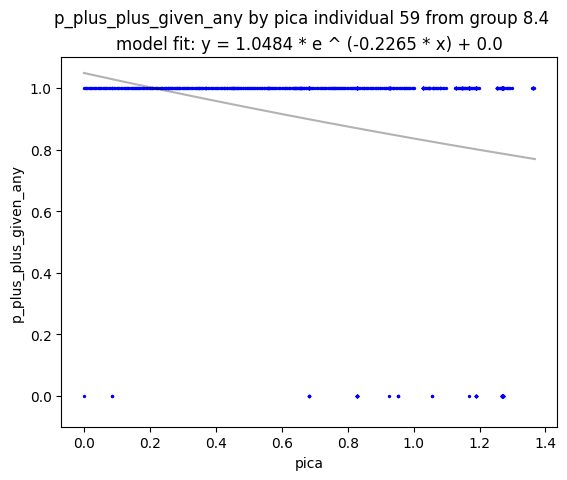 p_plus_plus_given_any by pica individual 59 from group 8.4
model fit: y = 1.0484 * e ^ (-0.2265 * x) + 0.0
1.0
0.8
0.6
0.4
0.2
0.0
p_plus_plus_given_any
0.0 0.2 0.4 0.6 0.8 1.0 1.2 1.4
pica